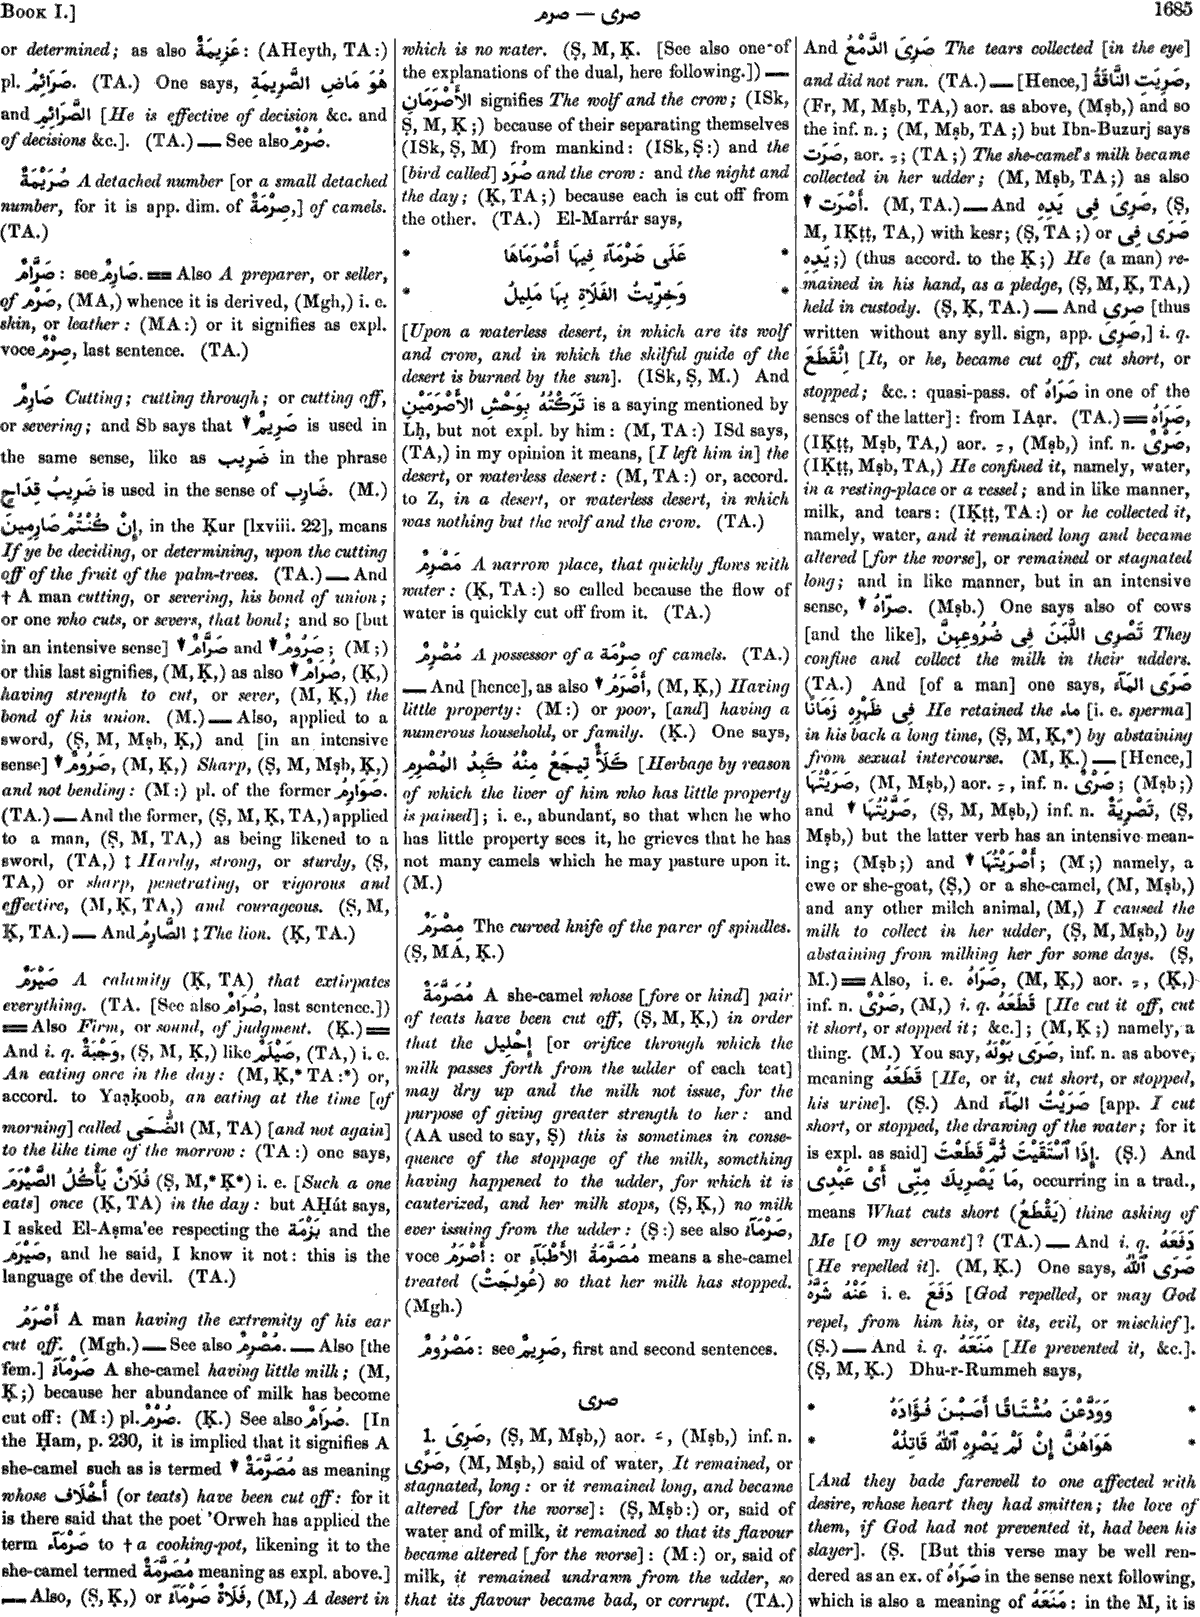 BOOK I.]
صرم — صرى
1685
or determined; as also عَزِيمَةٌ: (AHeyth, TA:)
pl. صَرَائِمُ. (TA.) One says, هُوَ مَاضِ الصَّرِيمَةِ
and الصَّرَائِمِ [He is effective of decision &c. and
of decisions &c.]. (TA.) — See also صُرْمٌ.
صُرَيْمَةٌ A detached number [or a small detached
number, for it is app. dim. of صِرْمَةٌ,] of camels.
(TA.)
صَرَّامٌ: see صَارِمٌ. == Also A preparer, or seller,
of صَرْم, (MA,) whence it is derived, (Mgh,) i. e.
skin, or leather: (MA:) or it signifies as expl.
voce صِرْمٌ, last sentence. (TA.)
صَارِمٌ Cutting; cutting through; or cutting off,
or severing; and Sb says that ▼ صَرِيمٌ is used in
the same sense, like as ضَرِيب in the phrase
ضَرِيبُ قِدَاحٍ is used in the sense of ضَارِب. (M.)
إِنْ كُنْتُمْ صَارِمِينَ, in the Ḳur [lxviii. 22], means
If ye be deciding, or determining, upon the cutting
off of the fruit of the palm-trees. (TA.) — And
† A man cutting, or severing, his bond of union;
or one who cuts, or severs, that bond; and so [but
in an intensive sense] ▼ صَرَّامٌ and ▼ صَرُومٌ; (M;)
or this last signifies, (M, Ḳ,) as also ▼ صُرَامٌ, (Ḳ,)
having strength to cut, or sever, (M, Ḳ,) the
bond of his union. (M.) — Also, applied to a
sword, (Ṣ, M, Mṣb, Ḳ,) and [in an intensive
sense] ▼ صَرُومٌ, (M, Ḳ,) Sharp, (Ṣ, M, Mṣb, Ḳ,)
and not bending: (M:) pl. of the former صَوَارِمُ.
(TA.) — And the former, (Ṣ, M, Ḳ, TA,) applied
to a man, (Ṣ, M, TA,) as being likened to a
sword, (TA,) ‡ Hardy, strong, or sturdy, (Ṣ,
TA,) or sharp, penetrating, or vigorous and
effective, (M, Ḳ, TA,) and courageous. (Ṣ, M,
Ḳ, TA.) — And الصَّارِمُ ‡ The lion. (Ḳ, TA.)
صَيْرَمٌ A calamity (Ḳ, TA) that extirpates
everything. (TA. [See also صُرَامٌ, last sentence.])
== Also Firm, or sound, of judgment. (Ḳ.) ==
And i. q. وَجْبَةٌ, (Ṣ, M, Ḳ,) like صَيْلَمٌ, (TA,) i. e.
An eating once in the day: (M, Ḳ,* TA:*) or,
accord. to Yaạḳoob, an eating at the time [of
morning] called الضُّحَى (M, TA) [and not again]
to the like time of the morrow: (TA:) one says,
فُلَانٌ يَأْكُلُ الصَّيْرَمَ (Ṣ, M,* Ḳ*) i. e. [Such a one
eats] once (Ḳ, TA) in the day: but AḤát says,
I asked El-Aṣma'ee respecting the بَزْمَة and the
صَيْرَم, and he said, I know it not: this is the
language of the devil. (TA.)
أَصْرَمُ A man having the extremity of his ear
cut off. (Mgh.) — See also مُصْرِمٌ. — Also [the
fem.] صَرْمَآءُ A she-camel having little milk; (M,
Ḳ;) because her abundance of milk has become
cut off: (M:) pl. صُرْمٌ. (Ḳ.) See also صُرَامٌ. [In
the Ḥam, p. 230, it is implied that it signifies A
she-camel such as is termed ▼ مُصَرَّمَةٌ as meaning
whose أَخْلَاف (or teats) have been cut off: for it
is there said that the poet 'Orweh has applied the
term صَرْمَآء to † a cooking-pot, likening it to the
she-camel termed مُصَرَّمَةٌ meaning as expl. above.]
— Also, (Ṣ, Ḳ,) or فَلَاةٌ صَرْمَآءُ, (M,) A desert in
which is no water. (Ṣ, M, Ḳ. [See also one of
the explanations of the dual, here following.]) —
الأَصْرَمَانِ signifies The wolf and the crow; (ISk,
Ṣ, M, Ḳ;) because of their separating themselves
(ISk, Ṣ, M) from mankind: (ISk, Ṣ:) and the
[bird called] صُرَد and the crow: and the night and
the day; (Ḳ, TA;) because each is cut off from
the other. (TA.) El-Marrár says,
* عَلَى صَرْمَآءَ فِيهَا أَصْرَمَاهَا *
* وَخِرِّيتُ الفَلَاةِ بِهَا مَلِيلُ *
[Upon a waterless desert, in which are its wolf
and crow, and in which the skilful guide of the
desert is burned by the sun]. (ISk, Ṣ, M.) And
تَرَكْتُهُ بِوَحْشِ الأَصْرَمَيْنِ is a saying mentioned by
Lḥ, but not expl. by him: (M, TA:) ISd says,
(TA,) in my opinion it means, [I left him in] the
desert, or waterless desert: (M, TA:) or, accord.
to Z, in a desert, or waterless desert, in which
was nothing but the wolf and the crow. (TA.)
مَصْرِمٌ A narrow place, that quickly flows with
water: (Ḳ, TA:) so called because the flow of
water is quickly cut off from it. (TA.)
مُصْرِمٌ A possessor of a صِرْمَة of camels. (TA.)
— And [hence], as also ▼ أَصْرَمُ, (M, Ḳ,) Having
little property: (M:) or poor, [and] having a
numerous household, or family. (Ḳ.) One says,
كَلَأٌ تَيجَعُ مِنْهُ كَبِدُ المُصْرِمِ [Herbage by reason
of which the liver of him who has little property
is pained]; i. e., abundant, so that when he who
has little property sees it, he grieves that he has
not many camels which he may pasture upon it.
(M.)
مِصْرَمٌ The curved knife of the parer of spindles.
(Ṣ, MÁ, Ḳ.)
مُصَرَّمَةٌ A she-camel whose [fore or hind] pair
of teats have been cut off, (Ṣ, M, Ḳ,) in order
that the إِحْلِيل [or orifice through which the
milk passes forth from the udder of each teat]
may dry up and the milk not issue, for the
purpose of giving greater strength to her: and
(AA used to say, Ṣ) this is sometimes in conse-
quence of the stoppage of the milk, something
having happened to the udder, for which it is
cauterized, and her milk stops, (Ṣ, Ḳ,) no milk
ever issuing from the udder: (Ṣ:) see also صَرْمَآءُ,
voce أَصْرَمُ: or مُصَرَّمَةُ الأَطْبَآءِ means a she-camel
treated (عُولِجَتْ) so that her milk has stopped.
(Mgh.)
مَصْرُومٌ: see صَرِيمٌ, first and second sentences.
صرى
1. صَرِىَ, (Ṣ, M, Mṣb,) aor. ـَ, (Mṣb,) inf. n.
صَرًى, (M, Mṣb, TA,) said of water, It remained, or
stagnated, long: or it remained long, and became
altered [for the worse]: (Ṣ, Mṣb:) or, said of
water and of milk, it remained so that its flavour
became altered [for the worse]: (M:) or, said of
milk, it remained undrawn from the udder, so
that its flavour became bad, or corrupt. (TA.)
And صَرِىَ الدَّمْعُ The tears collected [in the eye]
and did not run. (TA.) — [Hence,] صَرِيَتِ النَّاقَةُ,
(Fr, M, Mṣb, TA,) aor. as above, (Mṣb,) and so
the inf. n.; (M, Mṣb, TA;) but Ibn-Buzurj says
صَرَت, aor. ـِ; (TA;) The she-camel's milk became
collected in her udder; (M, Mṣb, TA;) as also
▼ أَصْرَت. (M, TA.) — And صَرِىَ فِى يَدِهِ, (Ṣ,
M, IḲṭṭ, TA,) with kesr; (Ṣ, TA;) or صَرَى فِى
يَدِهِ;) (thus accord. to the Ḳ;) He (a man) re-
mained in his hand, as a pledge, (Ṣ, M, Ḳ, TA,)
held in custody. (Ṣ, Ḳ, TA.) — And صرى [thus
written without any syll. sign, app. صَرِىَ,] i. q.
اِنْقَطَعَ [It, or he, became cut off, cut short, or
stopped; &c.: quasi-pass. of صَرَاهُ in one of the
senses of the latter]: from IAạr. (TA.) == صَرَاهُ,
(IḲṭṭ, Mṣb, TA,) aor. ـِ, (Mṣb,) inf. n. صَرْىٌ,
(IḲṭṭ, Mṣb, TA,) He confined it, namely, water,
in a resting-place or a vessel; and in like manner,
milk, and tears: (IḲṭṭ, TA:) or he collected it,
namely, water, and it remained long and became
altered [for the worse], or remained or stagnated
long; and in like manner, but in an intensive
sense, ▼ صرّاهُ. (Mṣb.) One says also of cows
[and the like], تَصْرِى اللَّبَنَ فِى ضُرُوعِهِنَّ They
confine and collect the milk in their udders.
(TA.) And [of a man] one says, صَرَى المَآءَ
فِى ظَهْرِهِ زَمَانًا He retained the ماء [i. e. sperma]
in his back a long time, (Ṣ, M, Ḳ,*) by abstaining
from sexual intercourse. (M, Ḳ.) — [Hence,]
صَرَيْتُهَا, (M, Mṣb,) aor. ـِ, inf. n. صَرْىٌ; (Mṣb;)
and ▼ صَرَّيْتُهَا, (Ṣ, M, Mṣb,) inf. n. تَصْرِيَةٌ, (Ṣ,
Mṣb,) but the latter verb has an intensive mean-
ing; (Mṣb;) and ▼ أَصْرَيْتُهَا; (M;) namely, a
ewe or she-goat, (Ṣ,) or a she-camel, (M, Mṣb,)
and any other milch animal, (M,) I caused the
milk to collect in her udder, (Ṣ, M, Mṣb,) by
abstaining from milking her for some days. (Ṣ,
M.) == Also, i. e. صَرَاهُ, (M, Ḳ,) aor. ـِ, (Ḳ,)
inf. n. صَرْىٌ, (M,) i. q. قَطَعَهُ [He cut it off, cut
it short, or stopped it; &c.]; (M, Ḳ;) namely, a
thing. (M.) You say, صَرَى بَوْلَهُ, inf. n. as above,
meaning قَطَعَهُ [He, or it, cut short, or stopped,
his urine]. (Ṣ.) And صَرَيْتُ المَآءَ [app. I cut
short, or stopped, the drawing of the water; for it
is expl. as said] إِذَا ٱسْتَقَيْتَ ثُمَّ قَطَعْتَ. (Ṣ.) And
مَا يَصْرِيكَ مِنِّى أَىْ عَبْدِى, occurring in a trad.,
means What cuts short (يَقْطَعُ) thine asking of
Me [O my servant]? (TA.) — And i. q. دَفَعَهُ
[He repelled it]. (M, Ḳ.) One says, صَرَى ٱللّٰهُ
عَنْهُ شَرَّهُ i. e. دَفَعَ [God repelled, or may God
repel, from him his, or its, evil, or mischief].
(Ṣ.) — And i. q. مَنَعَهُ [He prevented it, &c.].
(Ṣ, M, Ḳ.) Dhu-r-Rummeh says,
* وَوَدَّعْنَ مُشْتَاقًا أَصَبْنَ فُؤَادَهُ *
* هَوَاهُنَّ إِنْ لَمْ يَصْرِهِ ٱللّٰهُ قَاتِلُهْ *
[And they bade farewell to one affected with
desire, whose heart they had smitten; the love of
them, if God had not prevented it, had been his
slayer]. (Ṣ. [But this verse may be well ren-
dered as an ex. of صَرَاهُ in the sense next following,
which is also a meaning of مَنَعَهُ: in the M, it is